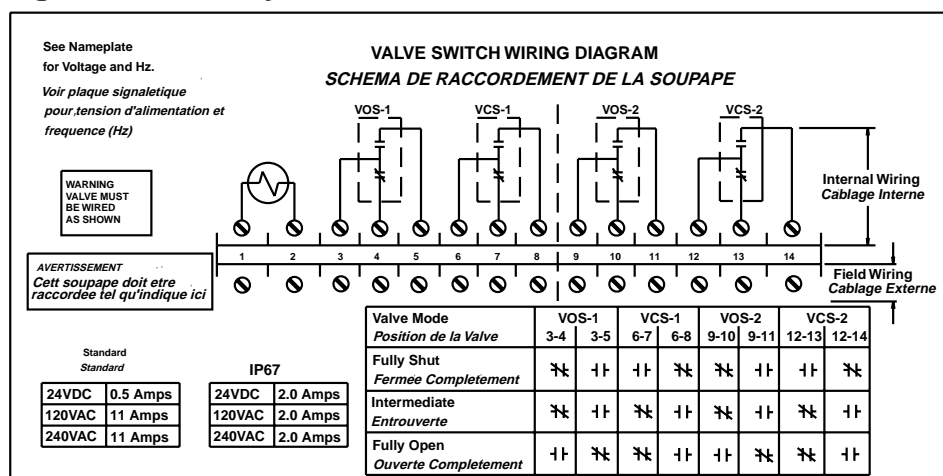 See Nameplate
for Voltage and Hz.
Voir plaque signaletique
pour,tension d'alimentation et
frequence (Hz)
VALVE SWITCH WIRING DIAGRAM
SCHEMA DE RACCORDEMENT DE LA SOUPAPE
VOS-1 VCS-1 VOS-2 VCS-2
WARNING
VALVE MUST
BE WIRED
AS SHOWN
Internal Wiring
Cablage Interne
1 2 3 4 5 6 7 8 9 10 11 12 13 14
AVERTISSEMENT
Cett soupape doit etre
raccordee tel qu'indique ici
Field Wiring
Cablage Externe
Valve Mode VOS-1 VCS-1 VOS-2 VCS-2
Position de la Valve 3-4 3-5 6-7 6-8 9-10 9-11 12-13 12-14
Fully Shut
Fermee Completement
Intermediate
Entrouverte
Fully Open
Ouverte Completement
Standard
Standard
24VDC 0.5 Amps
120VAC 11 Amps
240VAC 11 Amps
IP67
24VDC 2.0 Amps
120VAC 2.0 Amps
240VAC 2.0 Amps